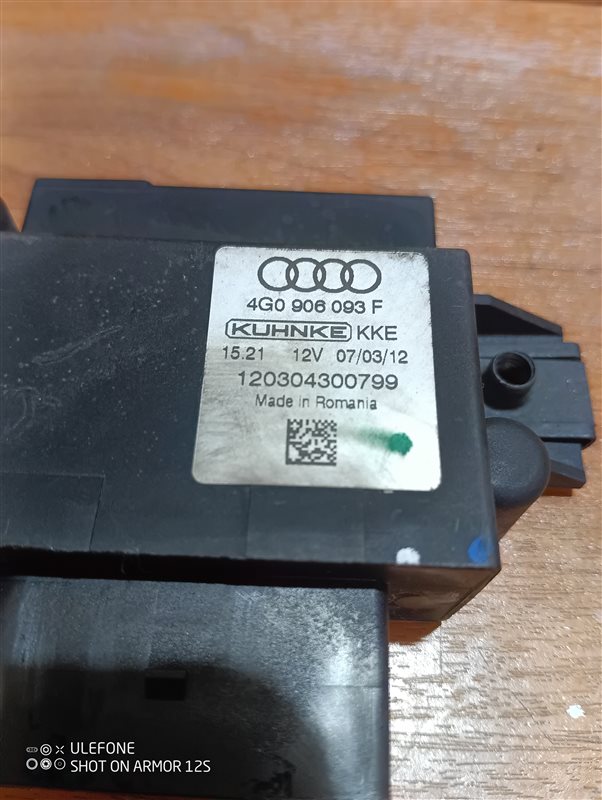 4G0 906 093 F
KUHNKE KKE
15.21 12V 07/03/12
120304300799
Made in Romania
ULEFONE
SHOT ON ARMOR 12S